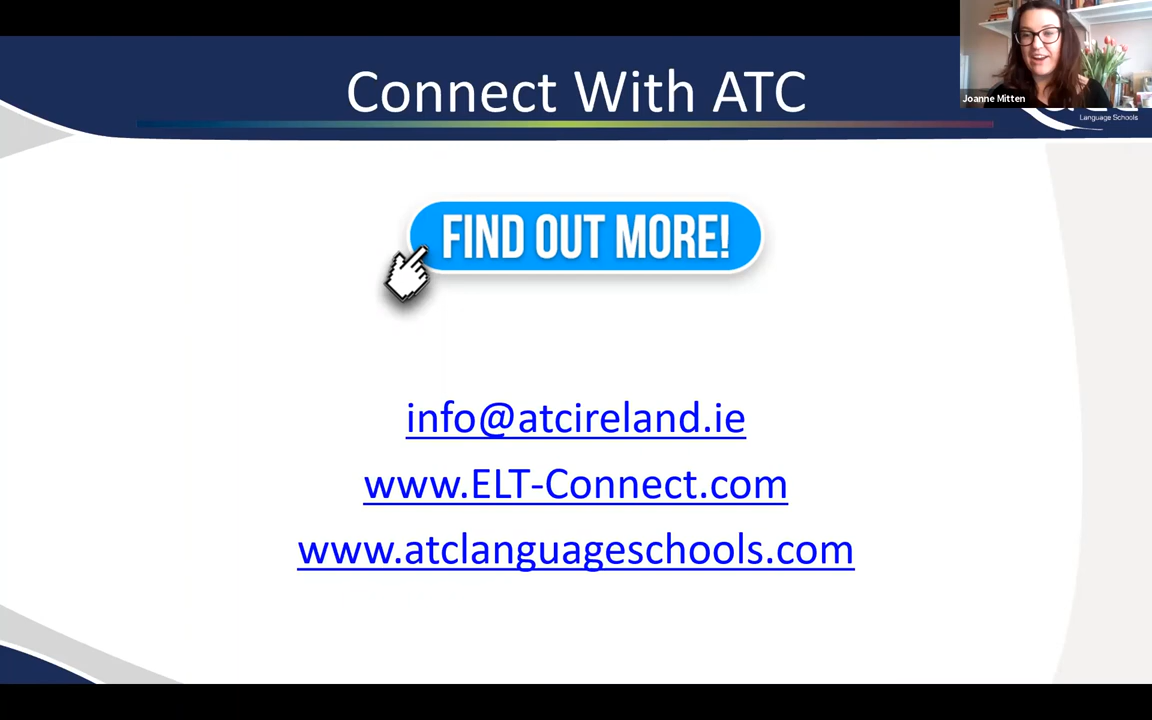 Connect With ATC
Joanne Mitten
Language Schools
FIND OUT MORE!
info@atcireland.ie
www.ELT-Connect.com
www.atclanguageschools.com